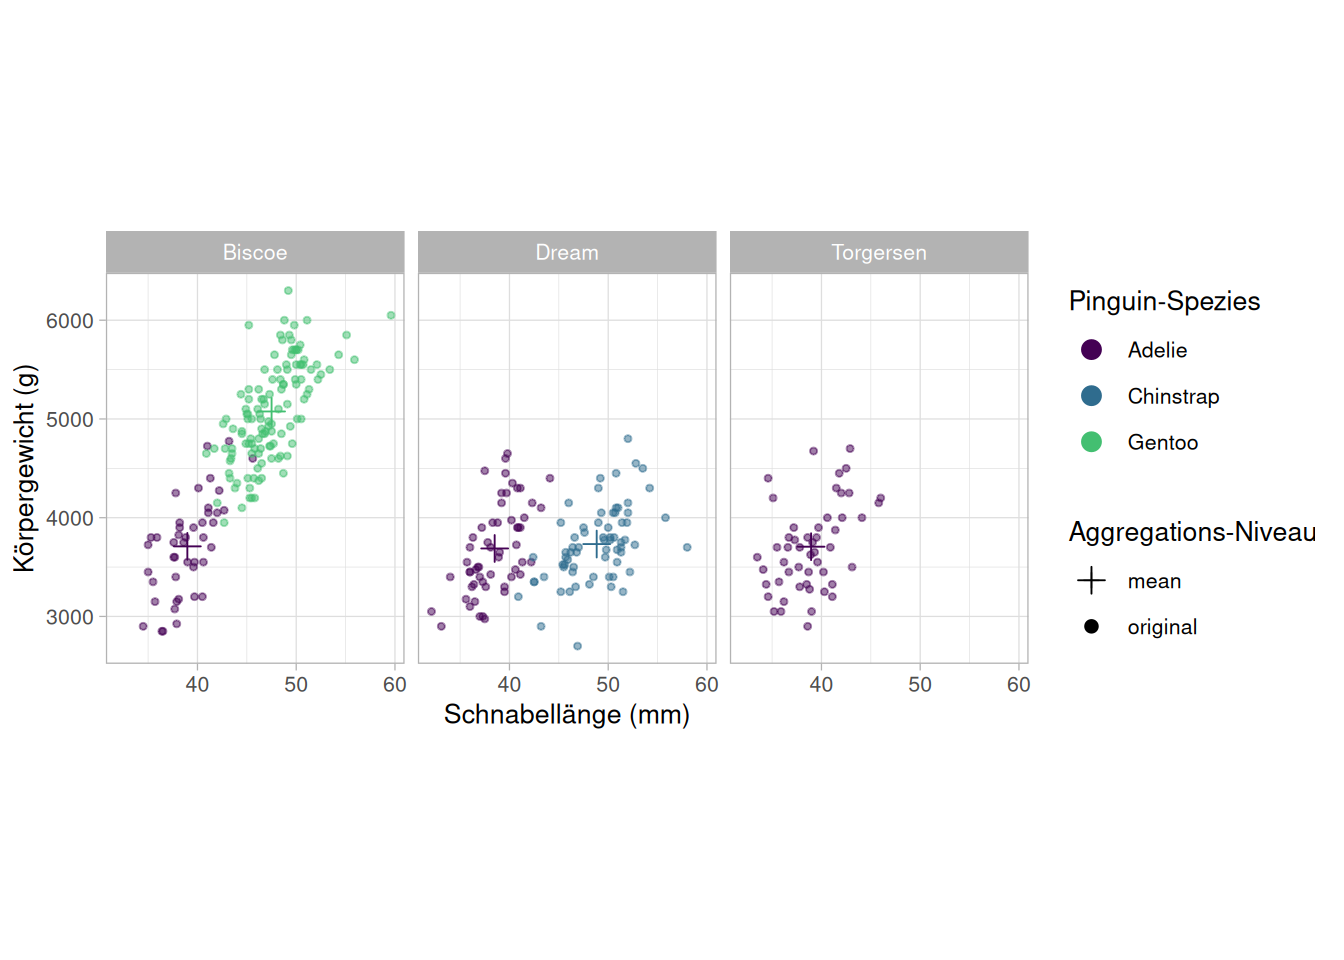 Biscoe Dream Torgersen
Körpergewicht (g)
6000
5000
4000
3000
40 50 60 40 50 60 40 50 60
Schnabellänge (mm)
Pinguin-Spezies
Adelie
Chinstrap
Gentoo
Aggregations-Niveau
mean
original